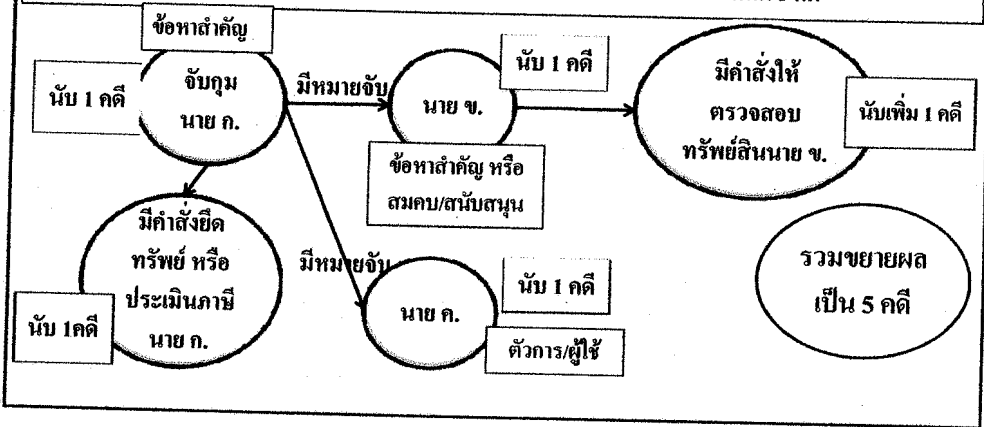 ข้อหาสำคัญ
นับ 1 คดี
จับกุม
นาย ก.
มีหมายจับ
นาย ข.
นับ 1 คดี
ข้อหาสำคัญ หรือ
สมคบ/สนับสนุน
มีคำสั่งให้
ตรวจสอบ
ทรัพย์สินนาย ข.
นับเพิ่ม 1 คดี
มีคำสั่งยึด
ทรัพย์ หรือ
ประเมินภาษี
นาย ก.
นับ 1คดี
มีหมายจับ
นาย ค.
นับ 1 คดี
ตัวการ/ผู้ใช้
รวมขยายผล
เป็น 5 คดี